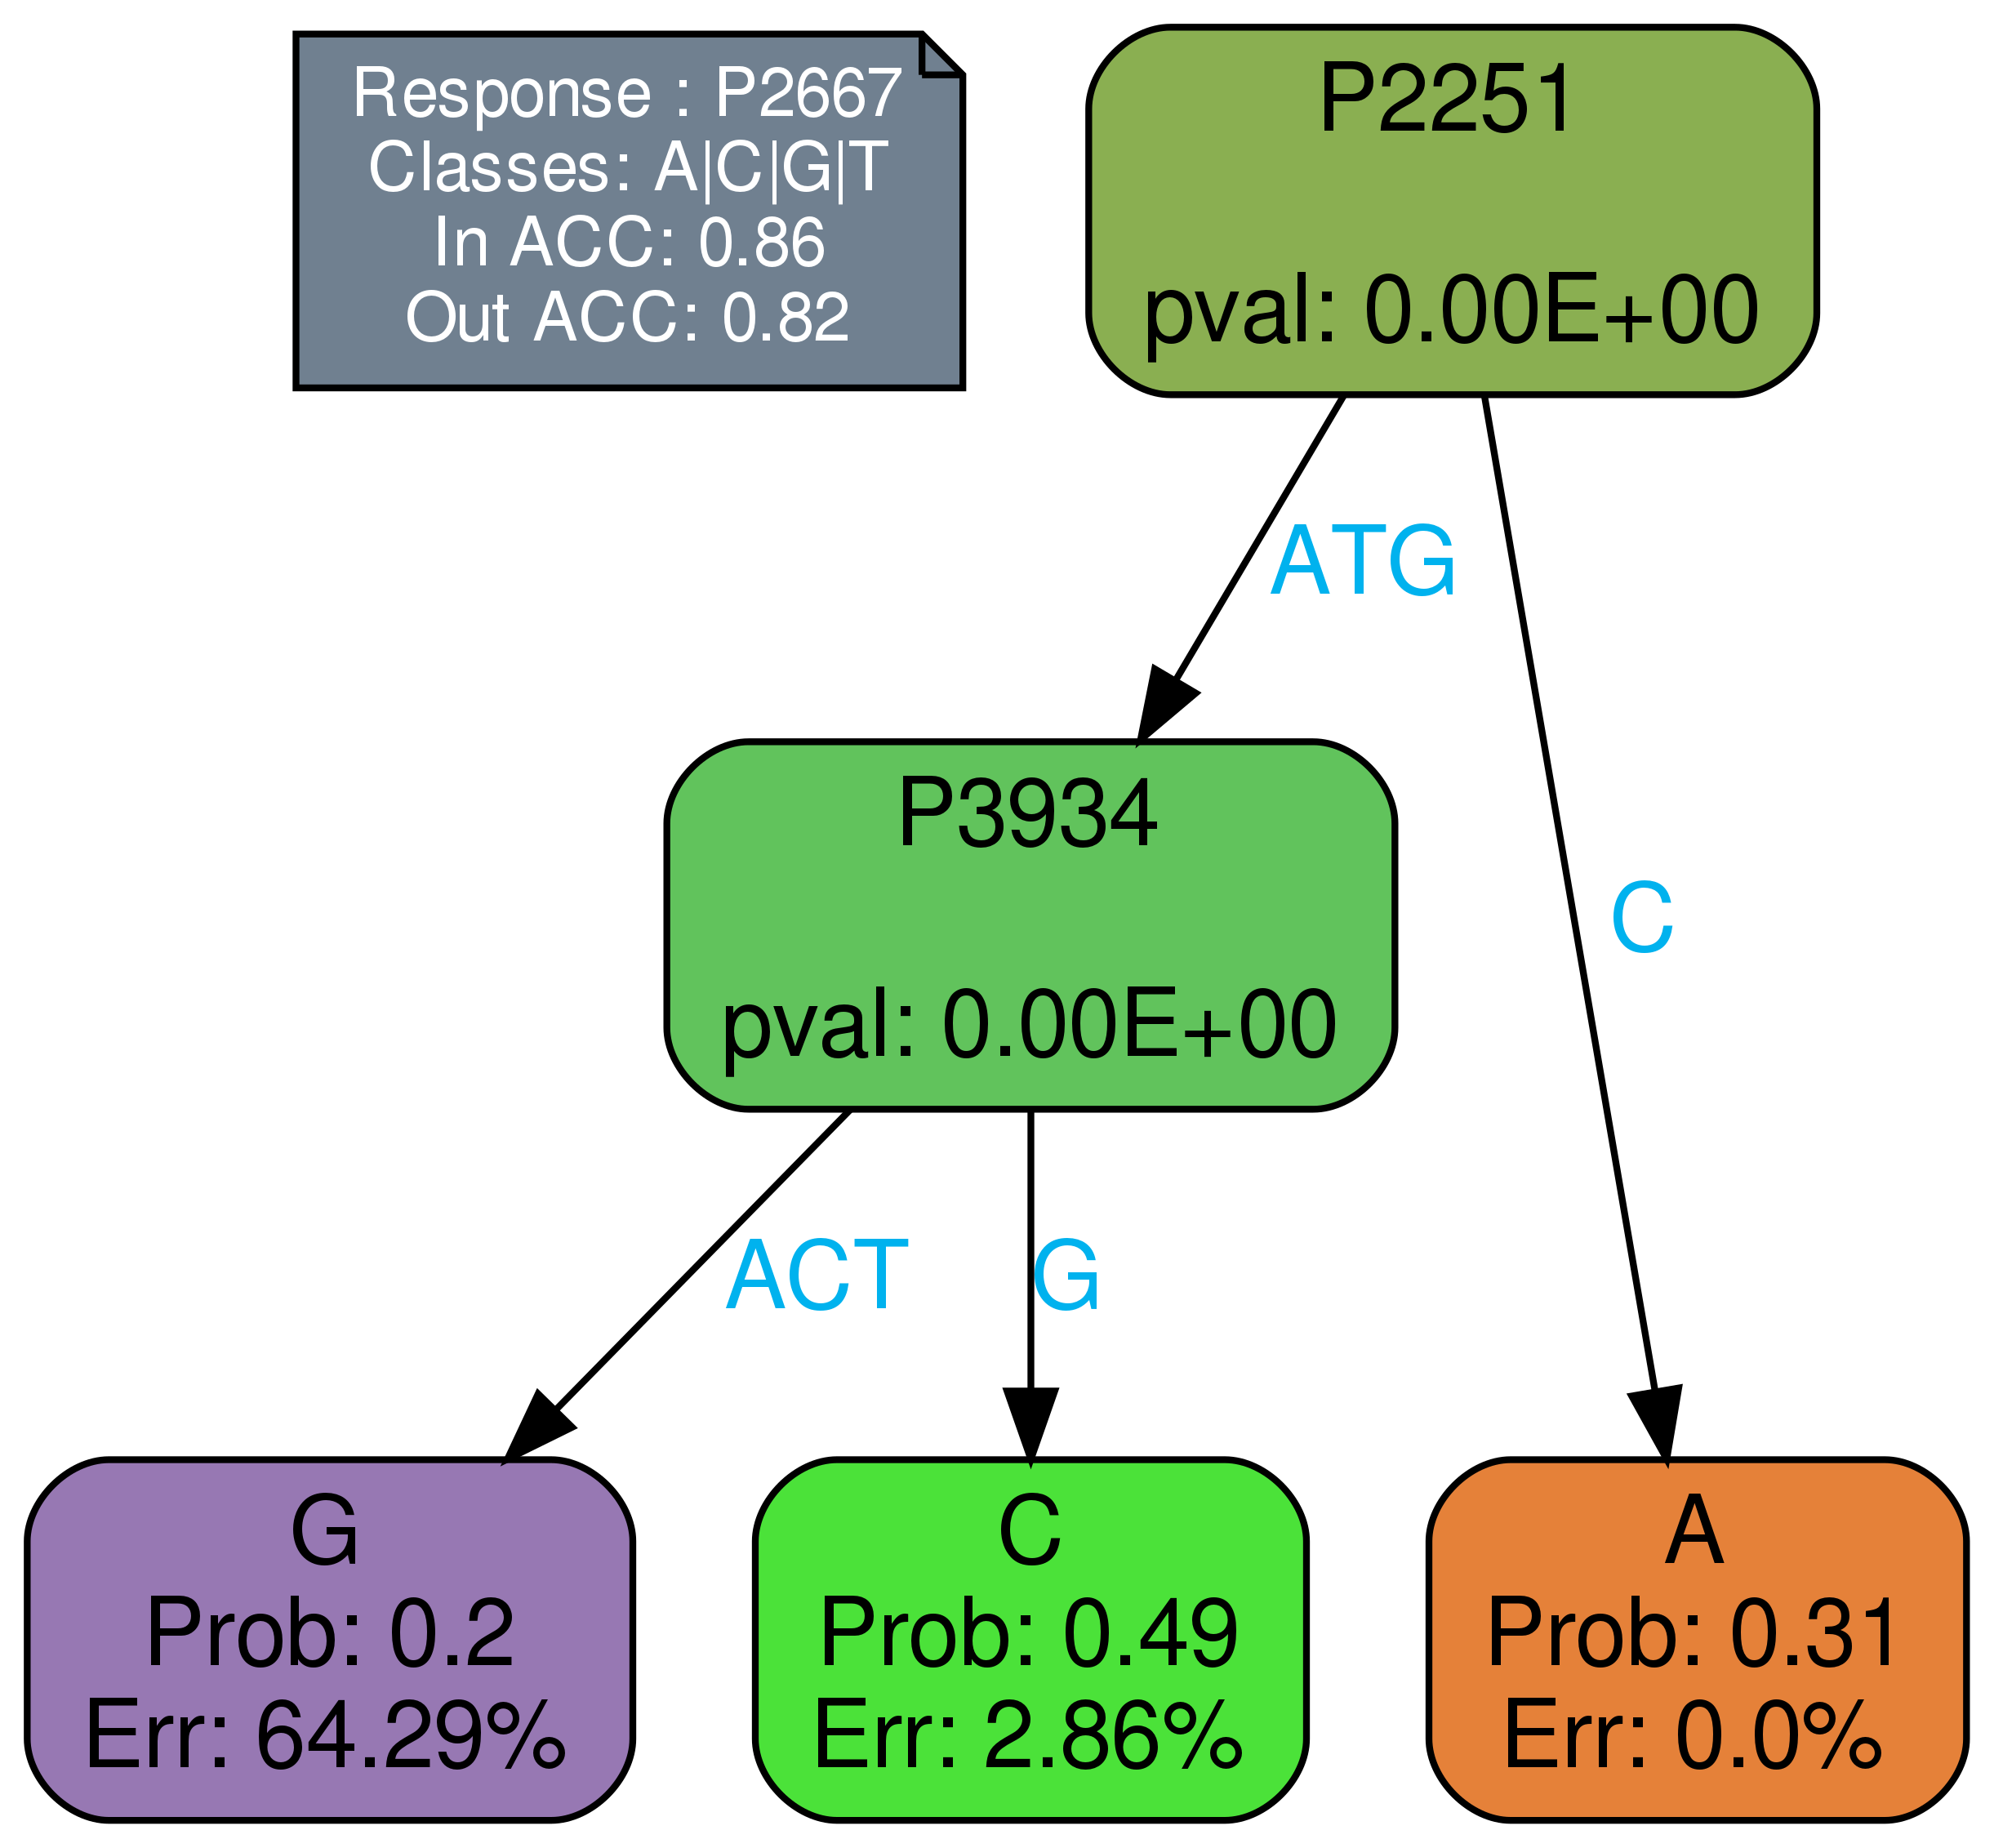 Response : P2667
Classes: A|C|G|T
In ACC: 0.86
Out ACC: 0.82
P2251
pval: 0.00E+00
ATG
C
P3934
pval: 0.00E+00
ACT
G
G
Prob: 0.2
Err: 64.29%
C
Prob: 0.49
Err: 2.86%
A
Prob: 0.31
Err: 0.0%